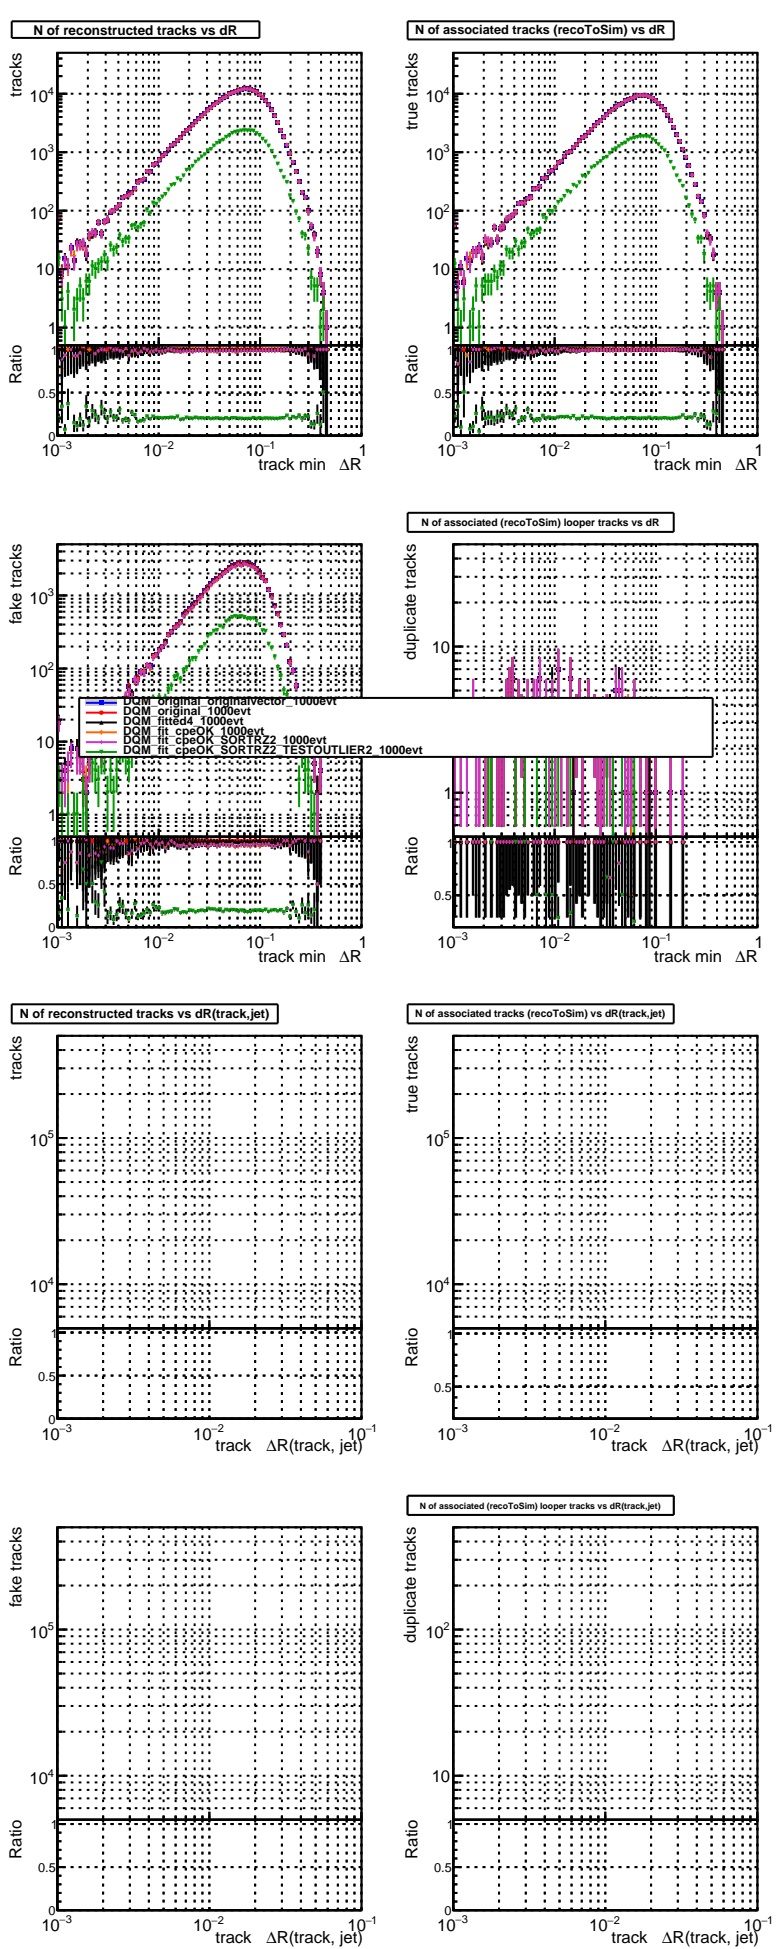 N of reconstructed tracks vs dR
tracks
10⁴
10³
10²
10
1
Ratio
1
0.5
0
10⁻³ 10⁻² 10⁻¹ 1
track min ΔR
N of associated tracks (recoToSim) vs dR
true tracks
10⁴
10³
10²
10
1
Ratio
1
0.5
0
10⁻³ 10⁻² 10⁻¹ 1
track min ΔR
fake tracks
10³
10²
10
1
Ratio
1
0.5
0
10⁻³ 10⁻² 10⁻¹ 1
track min ΔR
N of associated (recoToSim) looper tracks vs dR
duplicate tracks
10
1
Ratio
1
0.5
10⁻³ 10⁻² 10⁻¹ 1
track min ΔR
DQM_original_originalvector_1000evt
DQM_original_1000evt
DQM_fitted4_1000evt
DQM_fit_cpeOK_1000evt
DQM_fit_cpeOK_SORTRZ2_1000evt
DQM_fit_cpeOK_SORTRZ2_TESTOUTLIER2_1000evt
N of reconstructed tracks vs dR(track,jet)
tracks
10⁵
10⁴
Ratio
1
0.5
0
10⁻³ 10⁻² 10⁻¹
track ΔR(track, jet)
N of associated tracks (recoToSim) vs dR(track,jet)
true tracks
10⁵
10⁴
Ratio
1
0.5
10⁻³ 10⁻² 10⁻¹
track ΔR(track, jet)
fake tracks
10⁵
10⁴
Ratio
1
0.5
0
10⁻³ 10⁻² 10⁻¹
track ΔR(track, jet)
N of associated (recoToSim) looper tracks vs dR(track,jet)
duplicate tracks
10²
10
Ratio
1
0.5
0
10⁻³ 10⁻² 10⁻¹
track ΔR(track, jet)